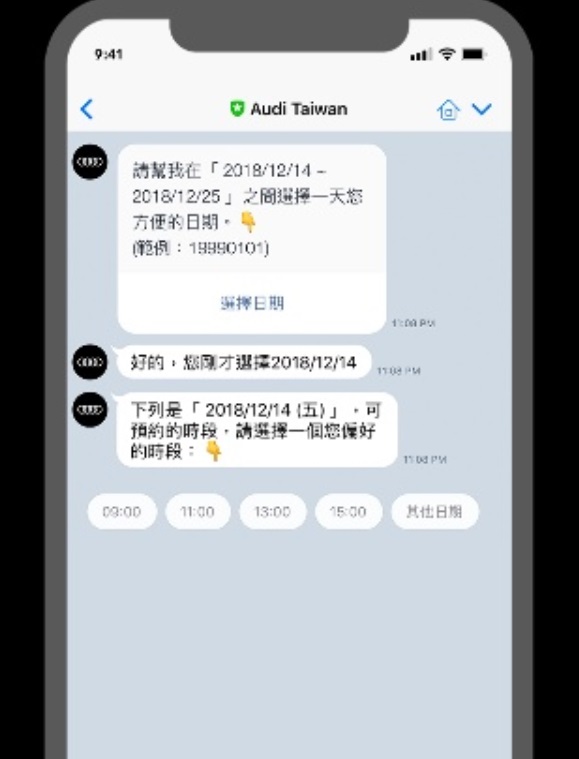 9:41
Audi Taiwan
請幫我在「 2018/12/14 ~
2018/12/25 」之間選擇一天您
方便的日期。👇
(範例：19990101)
選擇日期
11:08 PM
好的，您剛才選擇2018/12/14
11:08 PM
下列是「 2018/12/14 (五) 」，可
預約的時段，請選擇一個您偏好
的時段：👇
11:08 PM
09:00
11:00
13:00
15:00
其他日期